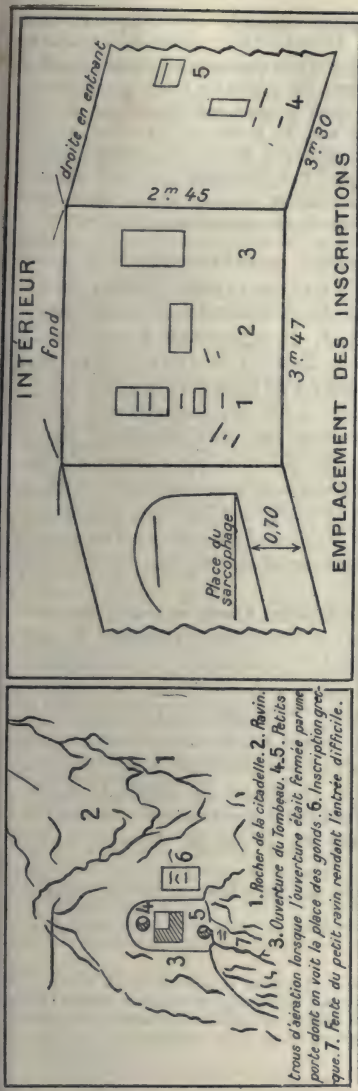 INTÉRIEUR
fond
droite en entrant
5
4
3
2
1
2m 45
3m 30
3m 47
Place du
sarcophage
0,70
EMPLACEMENT DES INSCRIPTIONS
1
2
3
4
5
6
7
1. Rocher de la citadelle. 2. Ravin.
3. Ouverture du Tombeau. 4_5. Petits
trous d'aération lorsque l'ouverture était fermée par une
porte dont on voit la place des gonds. 6. Inscription grec-
que. 7. Fente du petit ravin rendant l'entrée difficile.